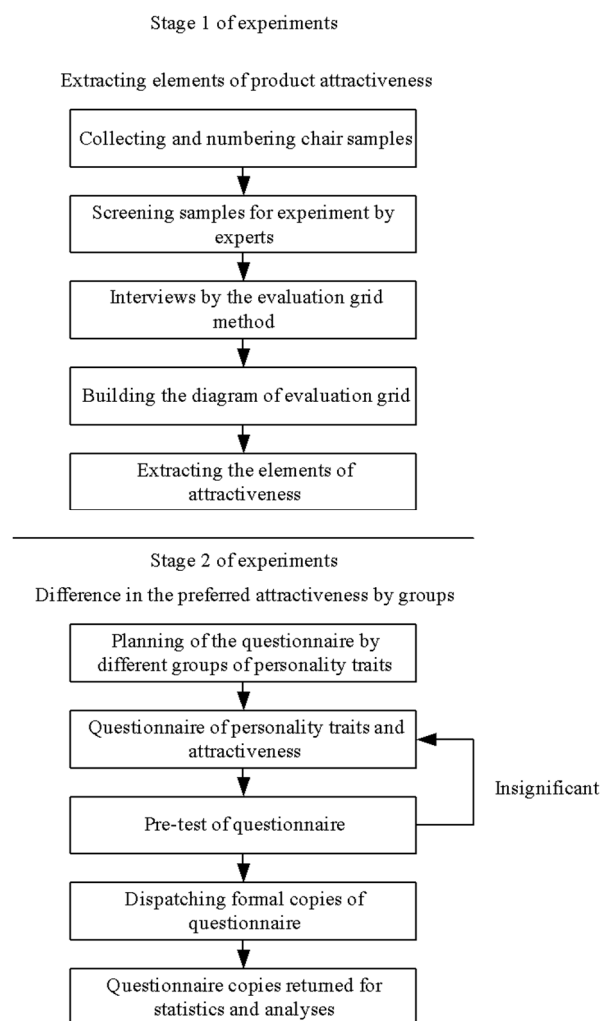 Stage 1 of experiments
Extracting elements of product attractiveness
Collecting and numbering chair samples
Screening samples for experiment by
experts
Interviews by the evaluation grid
method
Building the diagram of evaluation grid
Extracting the elements of
attractiveness
Stage 2 of experiments
Difference in the preferred attractiveness by groups
Planning of the questionnaire by
different groups of personality traits
Questionnaire of personality traits and
attractiveness
Insignificant
Pre-test of questionnaire
Dispatching formal copies of
questionnaire
Questionnaire copies returned for
statistics and analyses